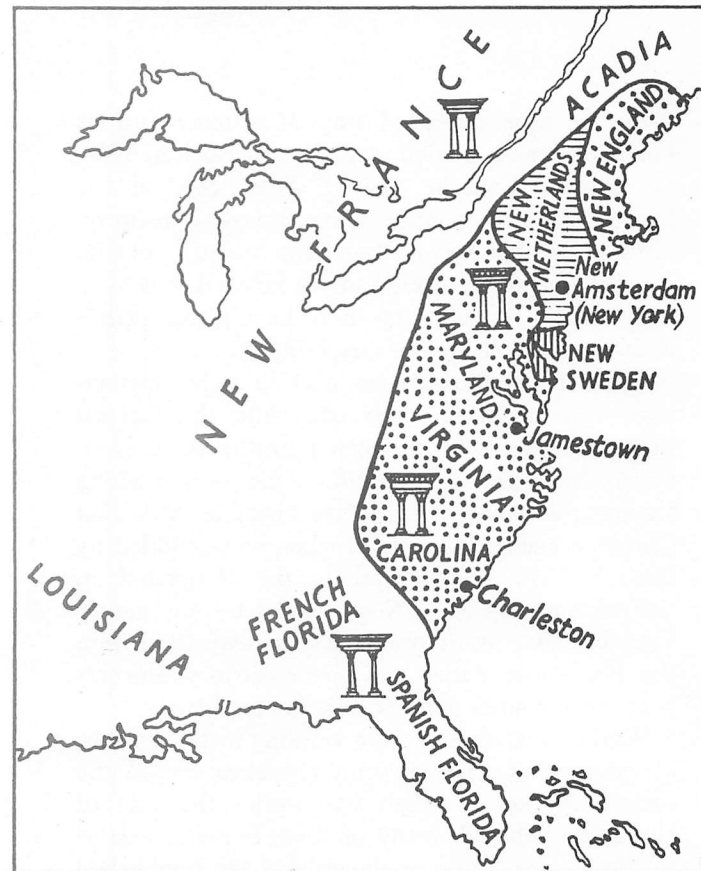 NEW FRANCE
ACADIA
NEW ENGLAND
NEW
NETHERLANDS
New
Amsterdam
(New York)
MARYLAND
NEW
SWEDEN
VIRGINIA
Jamestown
CAROLINA
Charleston
LOUISIANA
FRENCH
FLORIDA
SPANISH FLORIDA